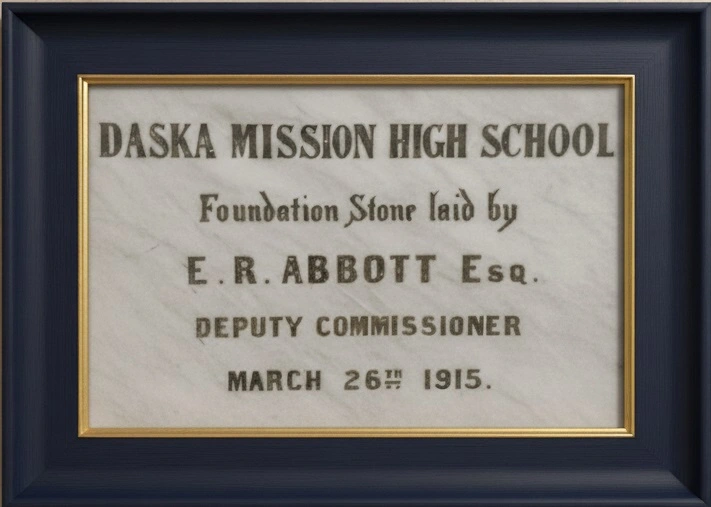 DASKA MISSION HIGH SCHOOL
Foundation Stone laid by
E. R. ABBOTT Esq.
DEPUTY COMMISSIONER
MARCH 26TH 1915.